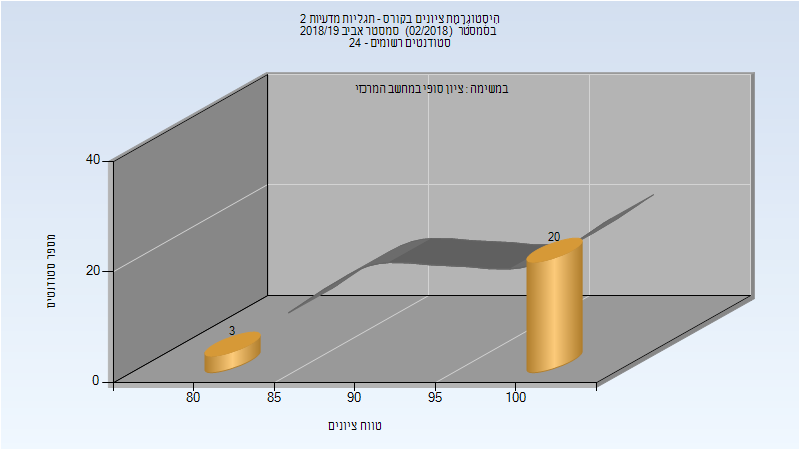 היסטוגרמת ציונים בקורס - תגליות מדעיות 2
בסמסטר (02/2018) סמסטר אביב 2018/19
סטודנטים רשומים - 24
במשימה : ציון סופי במחשב המרכזי
40
20
0
מספר סטודנטים
3
20
80
85
90
95
100
טווח ציונים